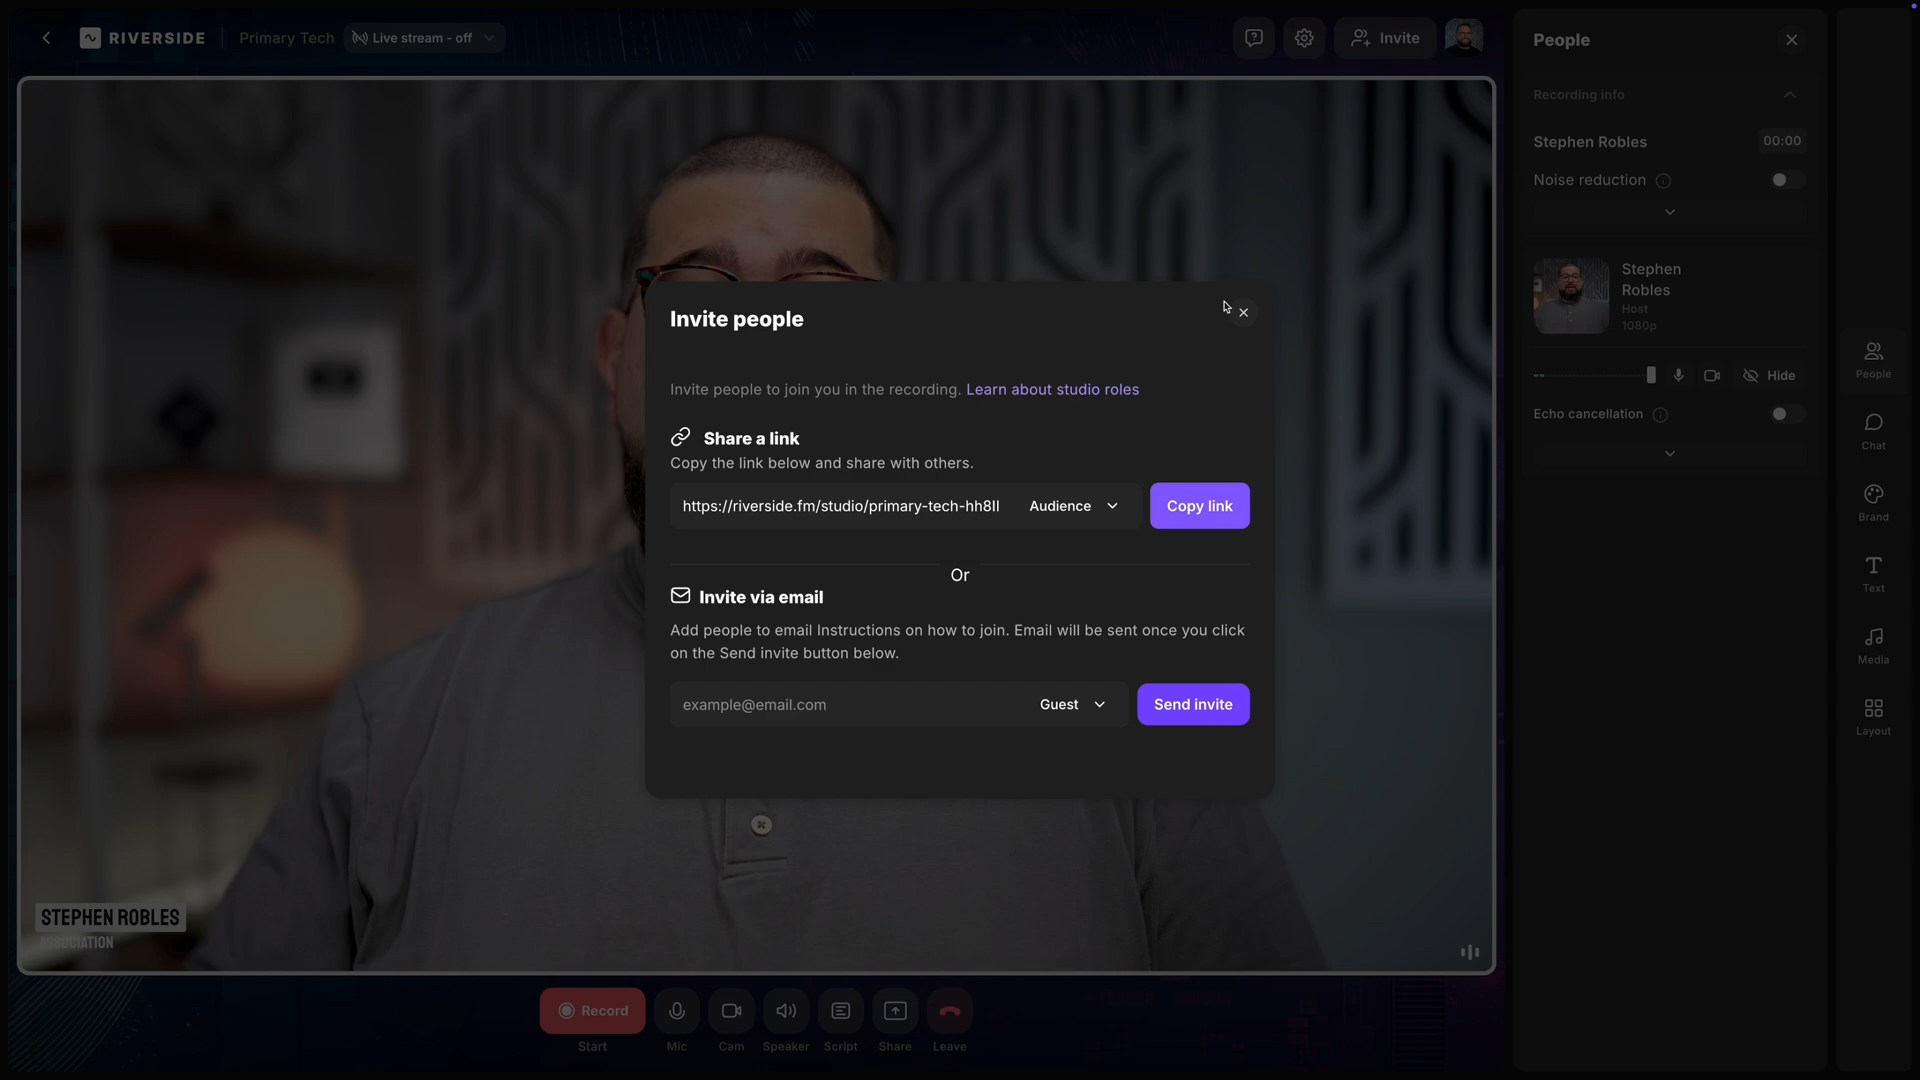 RIVERSIDE
Primary Tech
Live stream - off
Invite
People
Recording info
Stephen Robles
00:00
Noise reduction
Stephen
Robles
Host
1080p
Hide
Echo cancellation
People
Chat
Brand
Text
Media
Layout
Invite people
Invite people to join you in the recording. Learn about studio roles
Share a link
Copy the link below and share with others.
https://riverside.fm/studio/primary-tech-hh8Il
Audience
Copy link
Or
Invite via email
Add people to email Instructions on how to join. Email will be sent once you click
on the Send invite button below.
example@email.com
Guest
Send invite
STEPHEN ROBLES
ASSOCIATION
Record
Start
Mic
Cam
Speaker
Script
Share
Leave